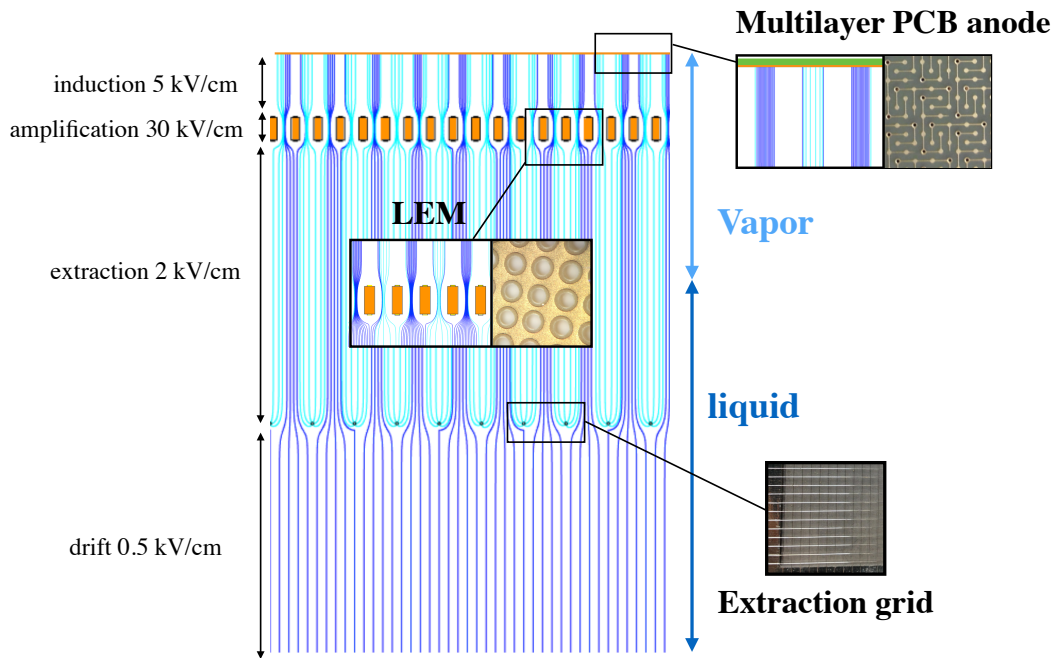 Multilayer PCB anode
induction 5 kV/cm
amplification 30 kV/cm
LEM
Vapor
extraction 2 kV/cm
liquid
drift 0.5 kV/cm
Extraction grid